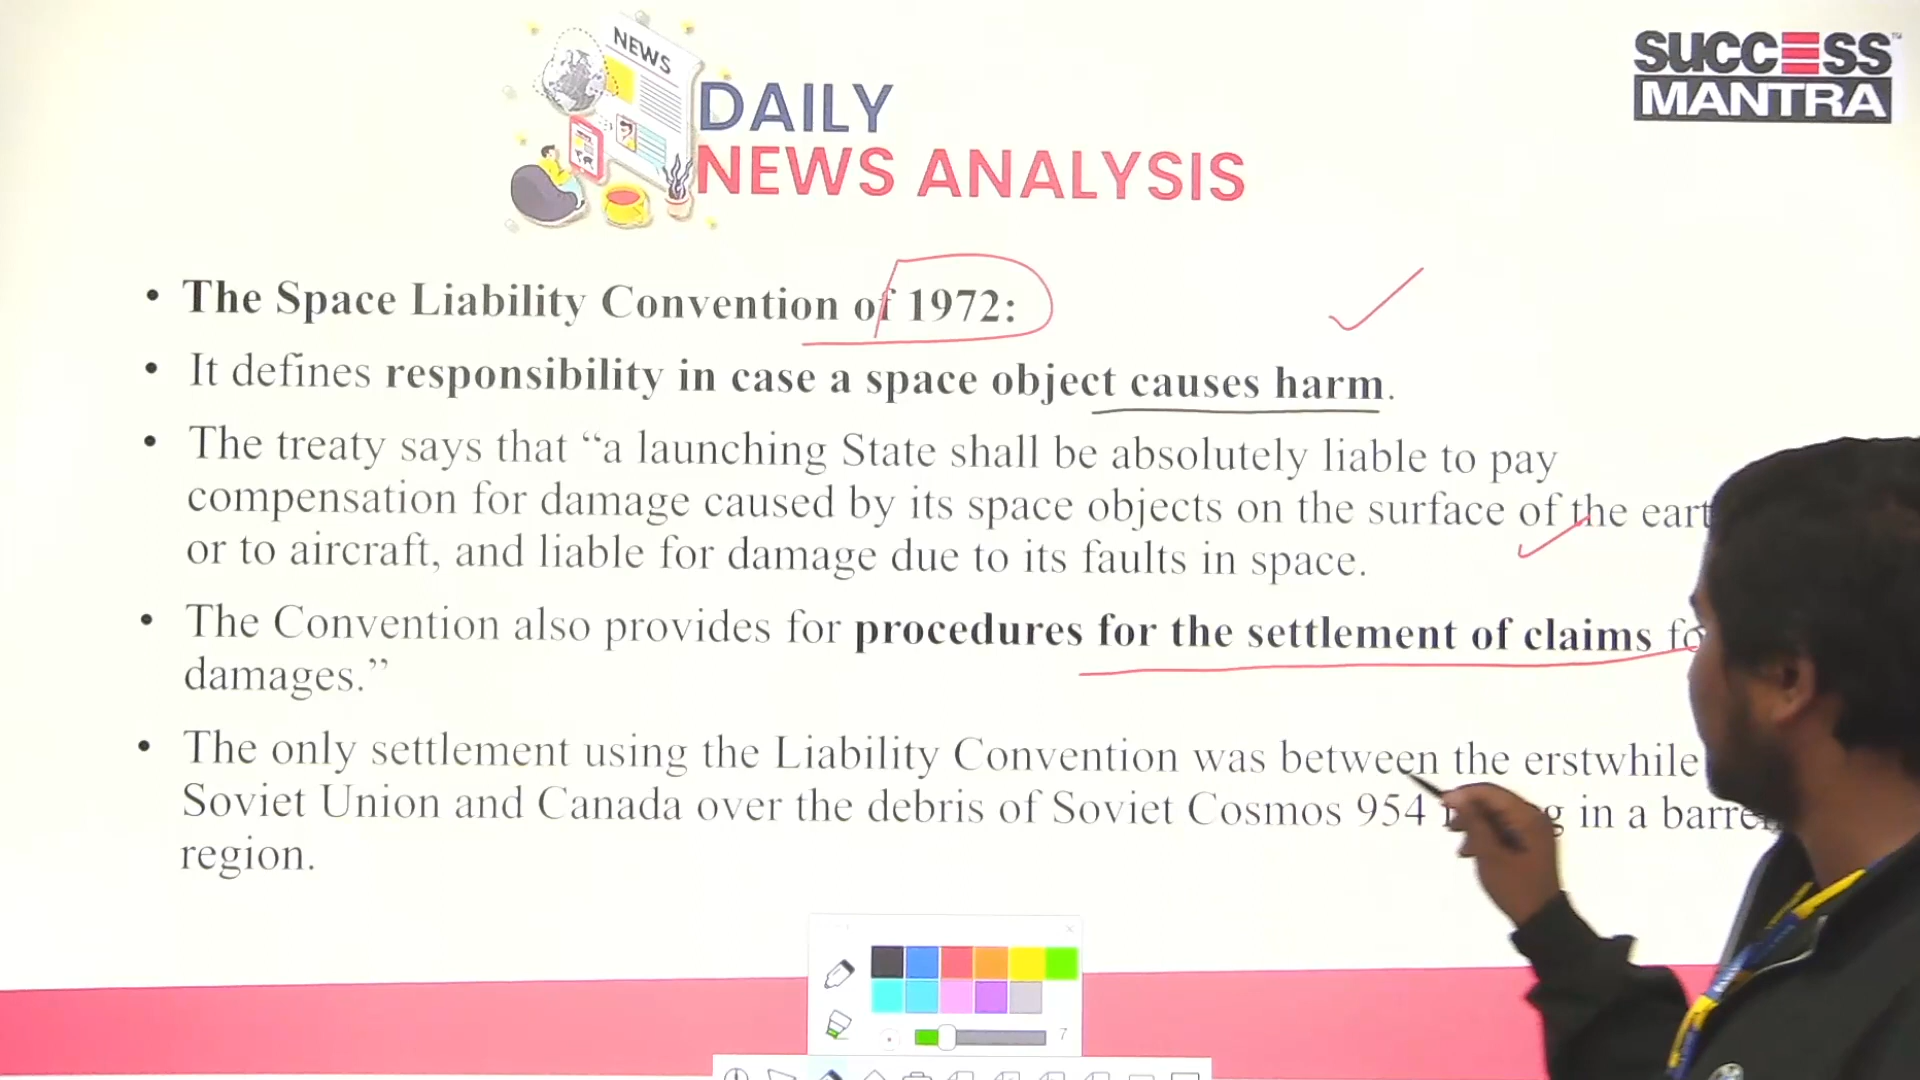 NEWS
DAILY
NEWS ANALYSIS
SUCCESS
MANTRA
• The Space Liability Convention of 1972:
• It defines responsibility in case a space object causes harm.
• The treaty says that “a launching State shall be absolutely liable to pay
compensation for damage caused by its space objects on the surface of the
or to aircraft, and liable for damage due to its faults in space.
• The Convention also provides for procedures for the settlement of claims
damages.”
• The only settlement using the Liability Convention was between the erstwhile
Soviet Union and Canada over the debris of Soviet Cosmos 954 in a
region.
7